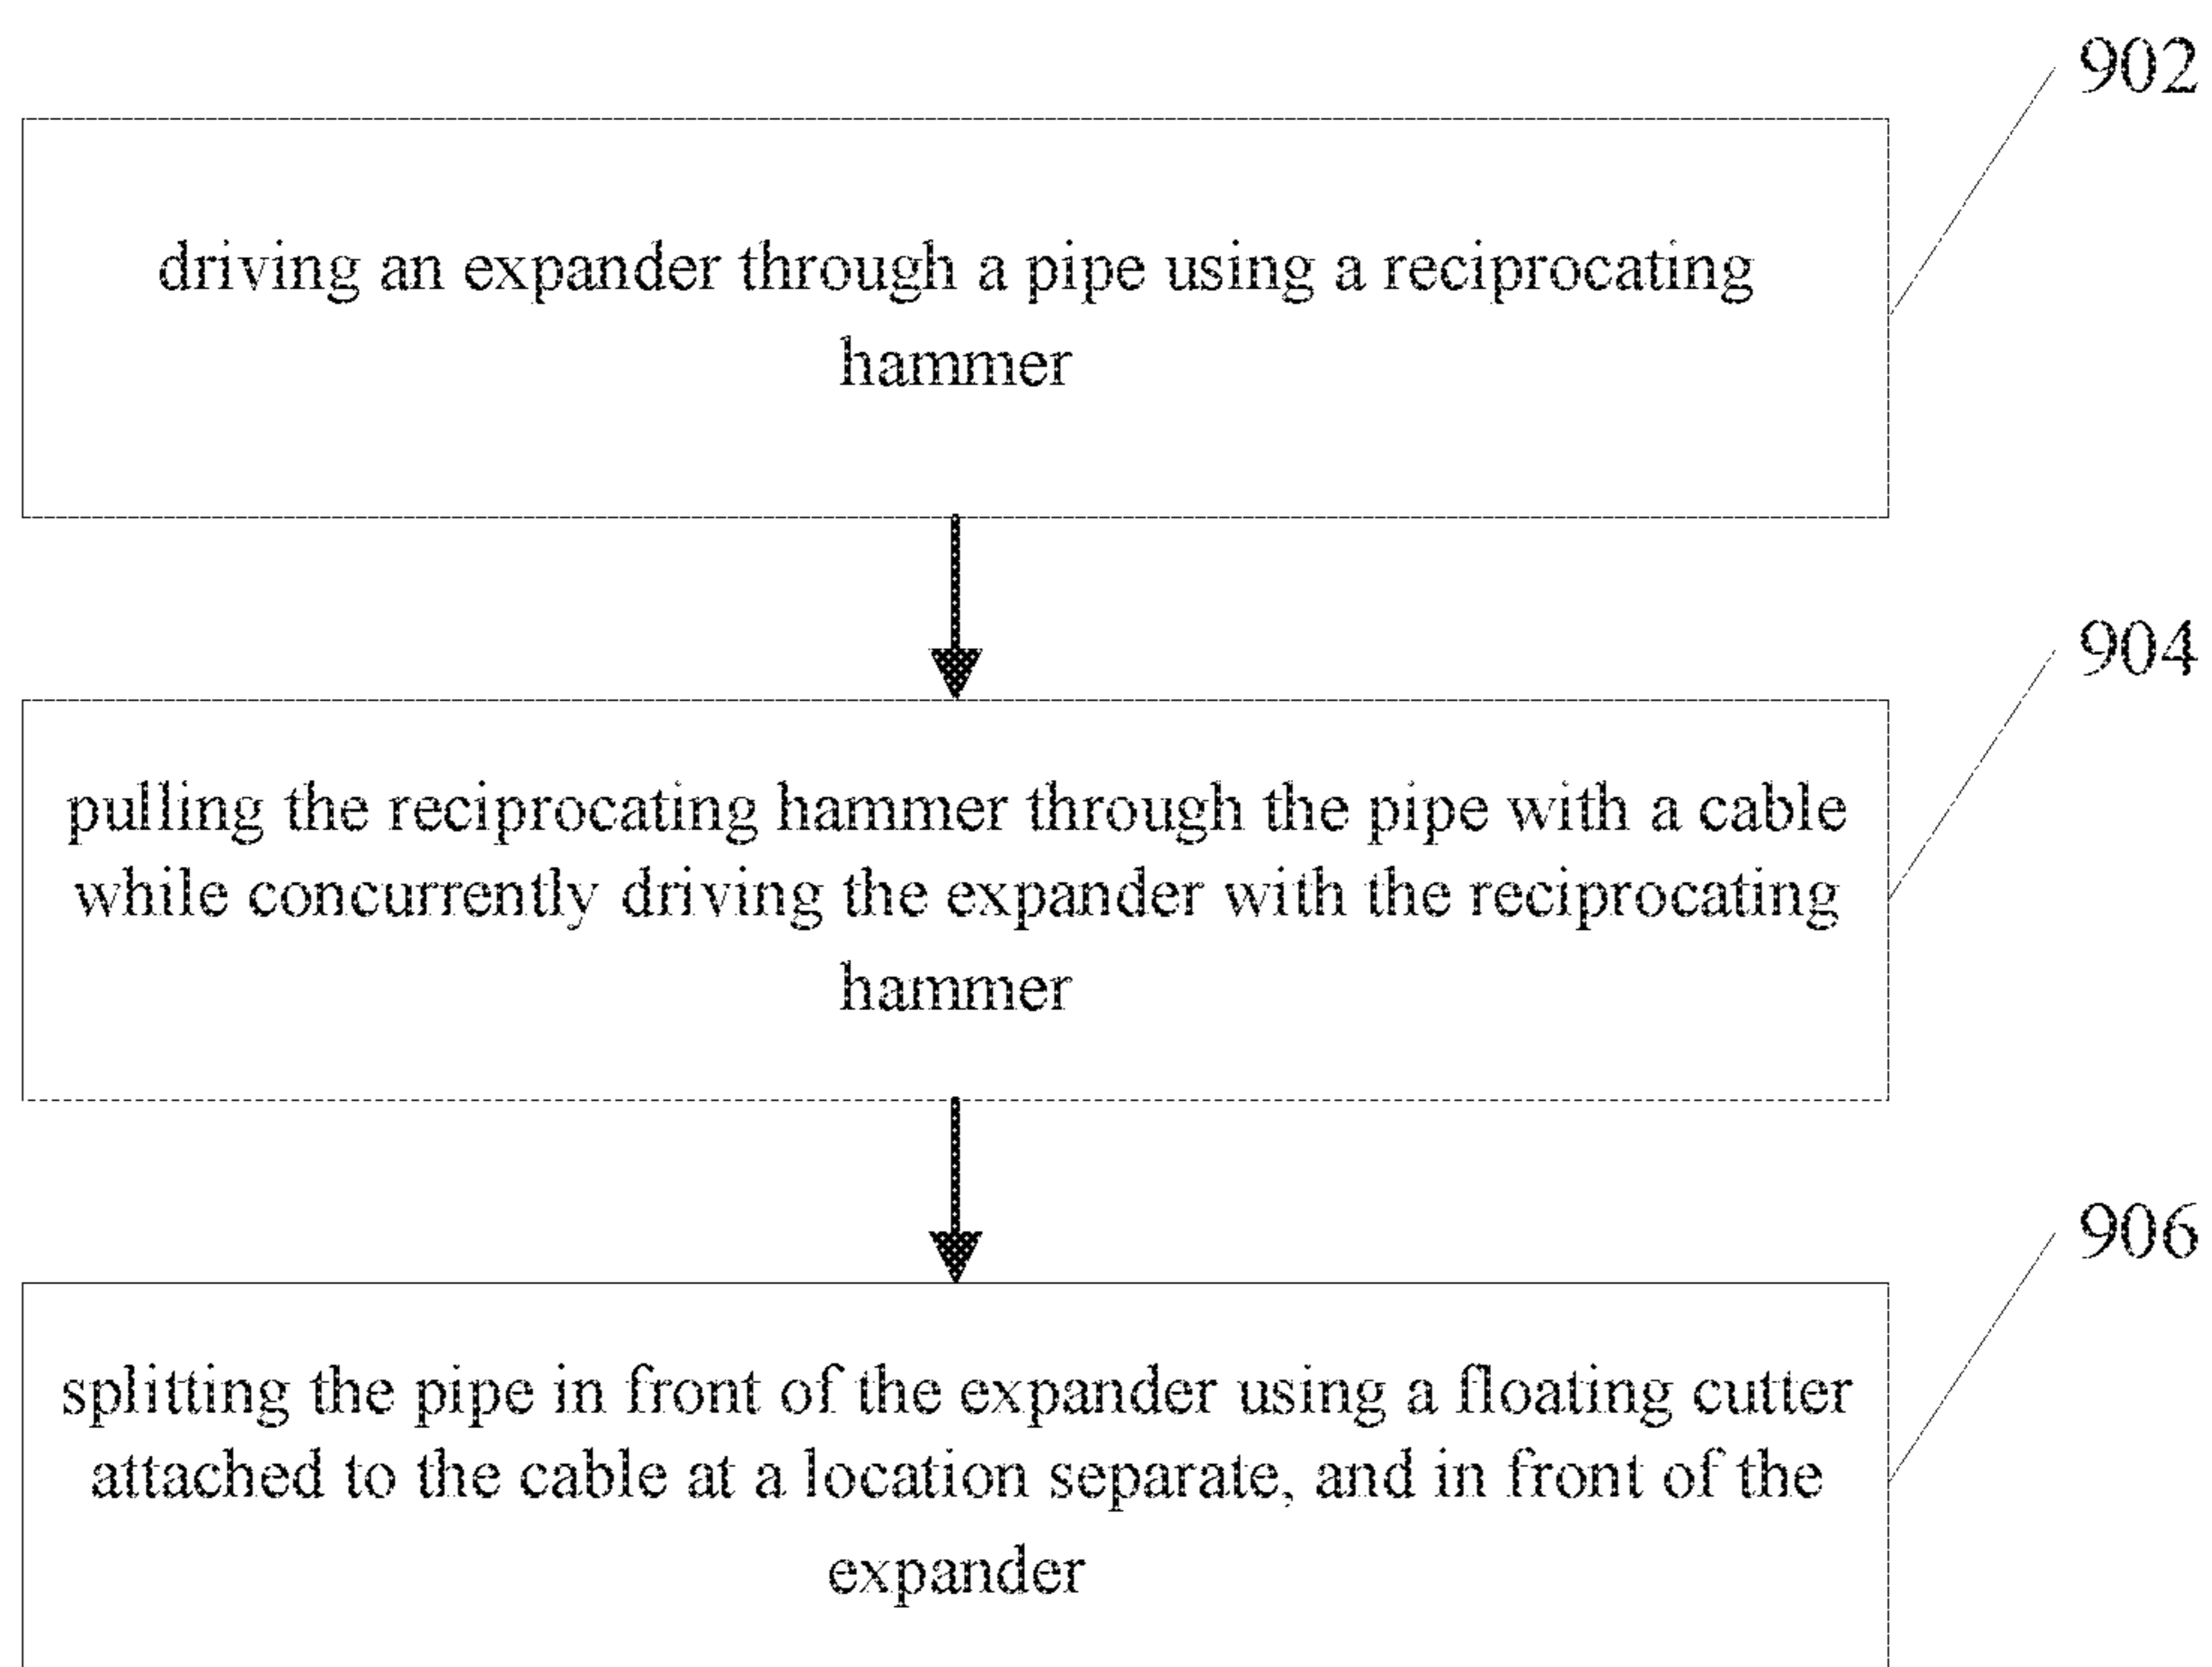 902
driving an expander through a pipe using a reciprocating
hammer
904
pulling the reciprocating hammer through the pipe with a cable
while concurrently driving the expander with the reciprocating
hammer
906
splitting the pipe in front of the expander using a floating cutter
attached to the cable at a location separate, and in front of the
expander